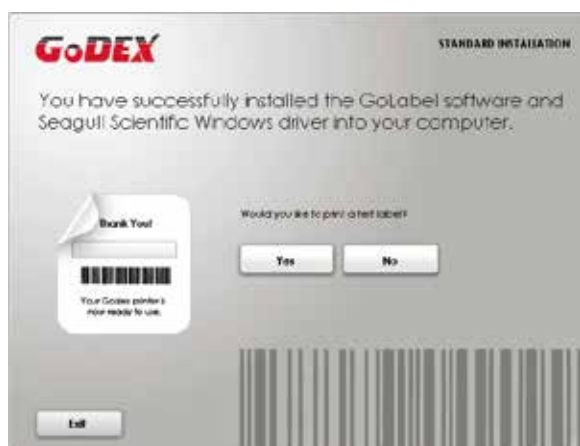 GoDEX
STANDARD INSTALLATION
You have successfully installed the GoLabel software and
Seagull Scientific Windows driver into your computer.
Thank You!
Would you like to print a test label?
Yes
No
Your Godex printer is
now ready to use.
Exit